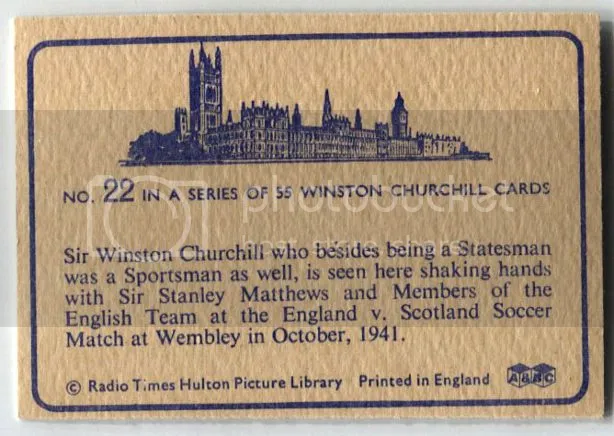 NO. 22 IN A SERIES OF 55 WINSTON CHURCHILL CARDS
Sir Winston Churchill who besides being a Statesman
was a Sportsman as well, is seen here shaking hands
with Sir Stanley Matthews and Members of the
English Team at the England v. Scotland Soccer
Match at Wembley in October, 1941.
© Radio Times Hulton Picture Library Printed in England A&BC
photobucket